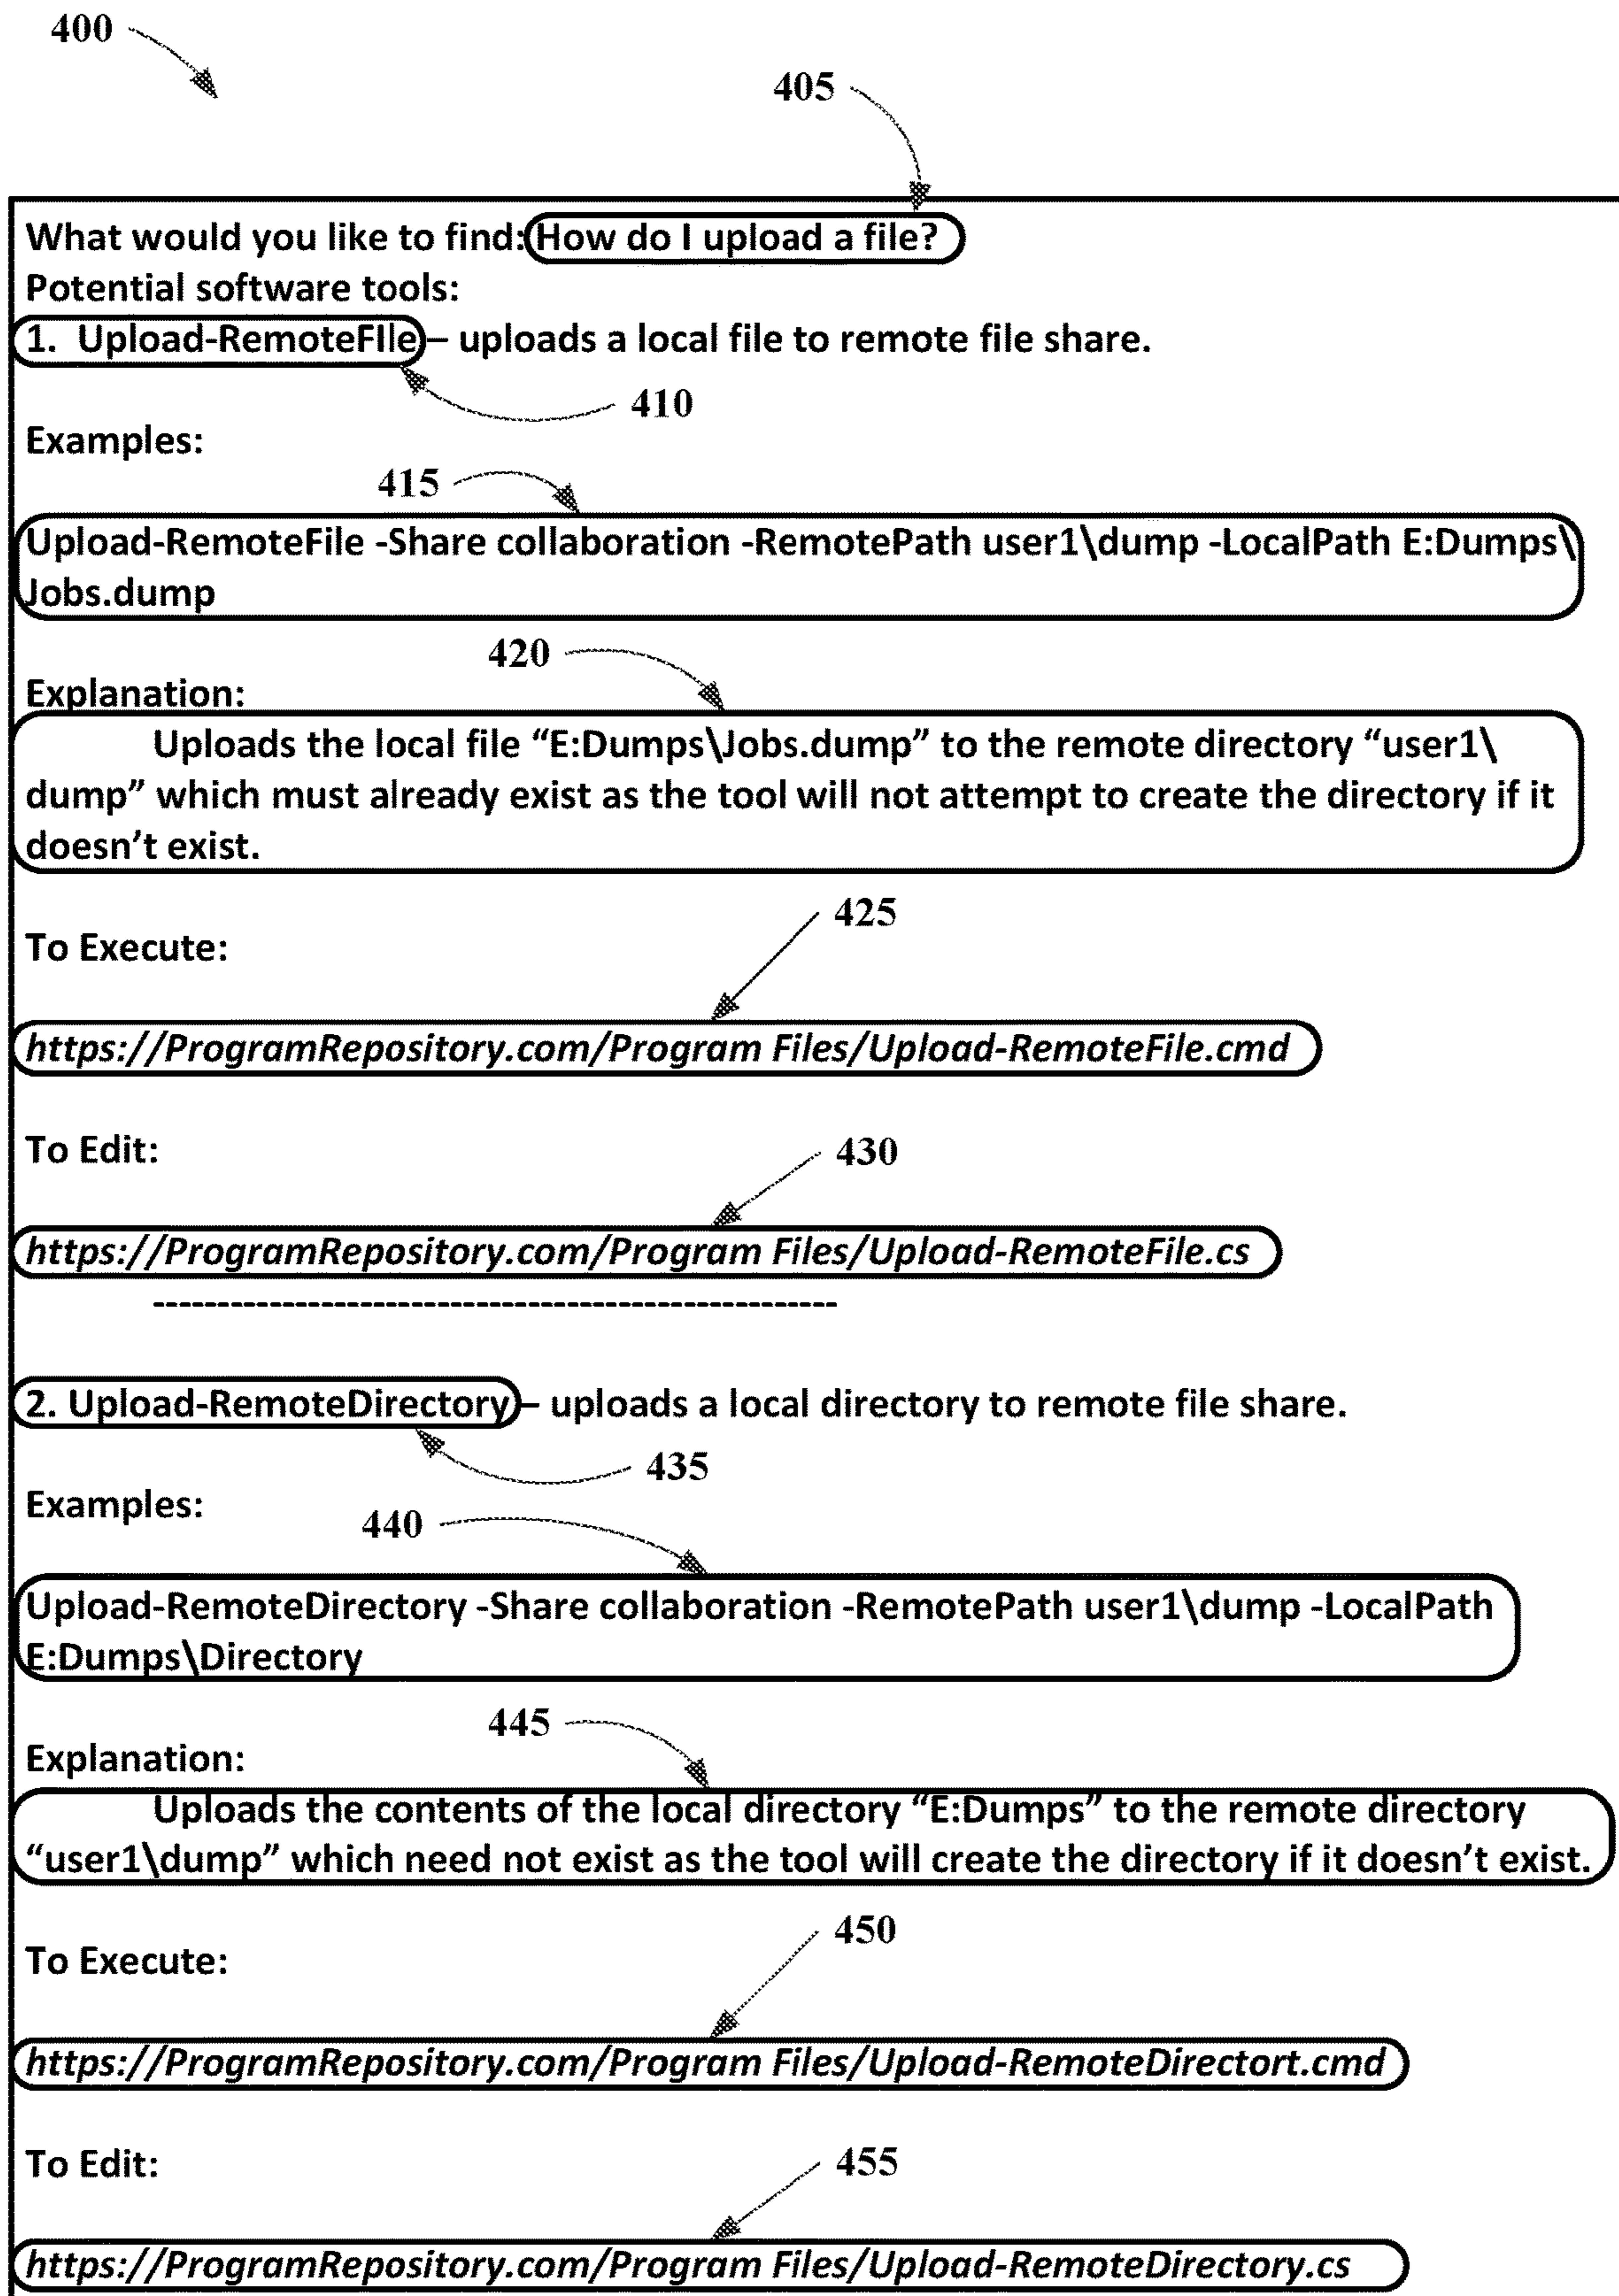 400
405
What would you like to find: How do I upload a file?
Potential software tools:
1. Upload-RemoteFIle – uploads a local file to remote file share.
410
Examples:
415
Upload-RemoteFile -Share collaboration -RemotePath user1\dump -LocalPath E:Dumps\
Jobs.dump
420
Explanation:
Uploads the local file “E:Dumps\Jobs.dump” to the remote directory “user1\
dump” which must already exist as the tool will not attempt to create the directory if it
doesn’t exist.
425
To Execute:
https://ProgramRepository.com/Program Files/Upload-RemoteFile.cmd
To Edit:
430
https://ProgramRepository.com/Program Files/Upload-RemoteFile.cs
-----------------------------------------------------
2. Upload-RemoteDirectory – uploads a local directory to remote file share.
435
Examples:
440
Upload-RemoteDirectory -Share collaboration -RemotePath user1\dump -LocalPath
E:Dumps\Directory
445
Explanation:
Uploads the contents of the local directory “E:Dumps” to the remote directory
“user1\dump” which need not exist as the tool will create the directory if it doesn’t exist.
450
To Execute:
https://ProgramRepository.com/Program Files/Upload-RemoteDirectort.cmd
To Edit:
455
https://ProgramRepository.com/Program Files/Upload-RemoteDirectory.cs